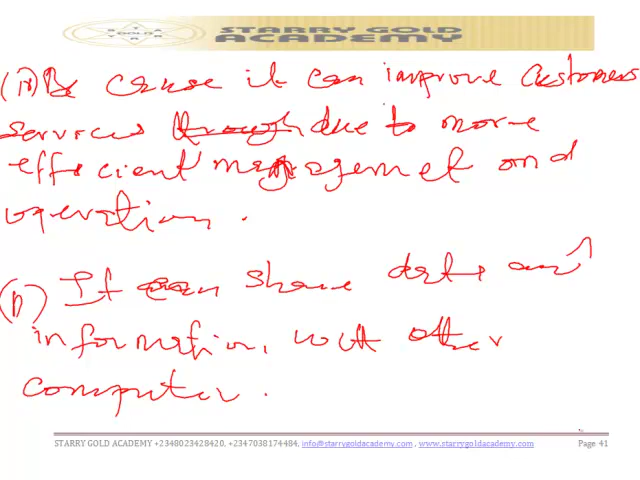 STARRY GOLD
ACADEMY
(a) Because it can improve Customers
services through due to more
efficient management and
operation.
(b) It can share data and
information, with other
computer.
STARRY GOLD ACADEMY +2348023428420, +2347038174484, info@starrygoldacademy.com , www.starrygoldacademy.com Page 41